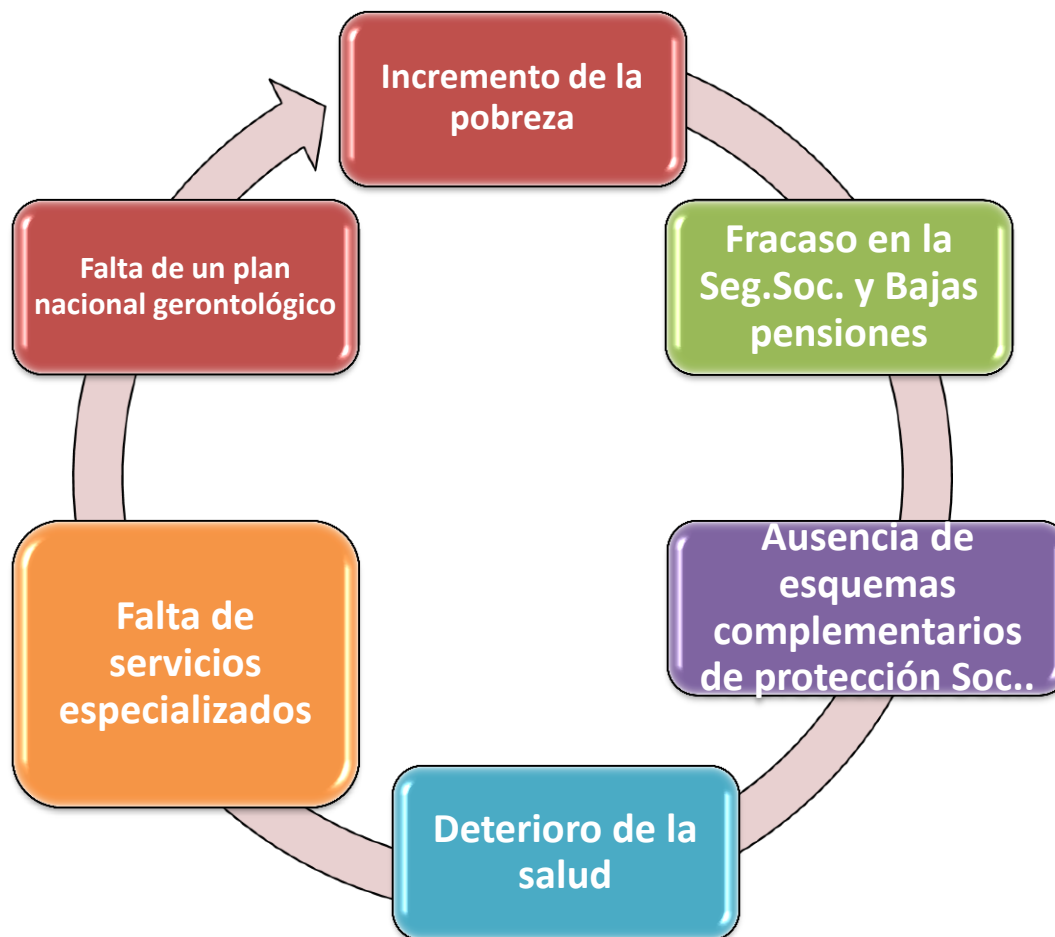 Incremento de la
pobreza
Fracaso en la
Seg.Soc. y Bajas
pensiones
Ausencia de
esquemas
complementarios
de protección Soc..
Deterioro de la
salud
Falta de
servicios
especializados
Falta de un plan
nacional gerontológico